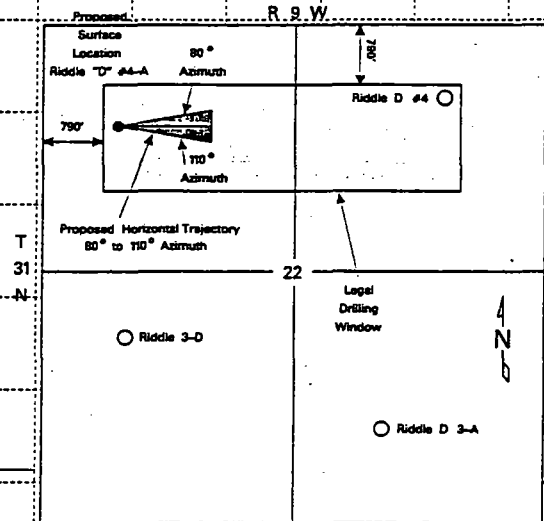 R 9 W
Proposed
Surface
Location
Riddle "D" #4-A
80°
Azimuth
790'
Riddle D #4
790'
110°
Azimuth
Proposed Horizontal Trajectory
80° to 110° Azimuth
T
31
N
22
Legal
Drilling
Window
N
Riddle 3-D
Riddle D 3-A